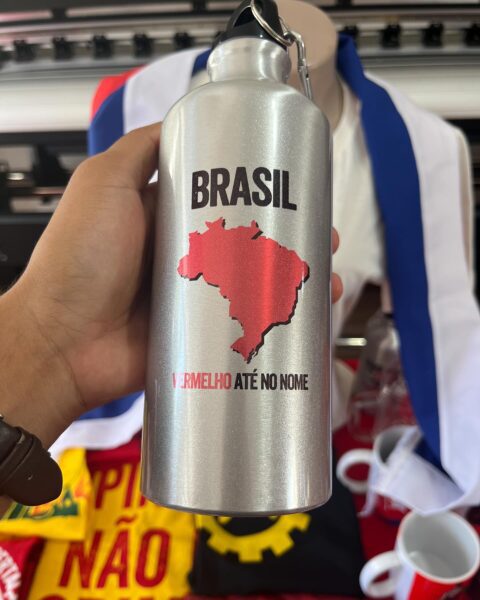 BRASIL
VERMELHO ATÉ NO NOME
NÃO